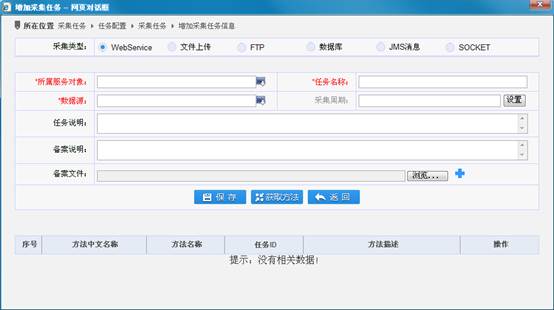 增加采集任务 -- 网页对话框
所在位置 采集任务 任务配置 采集任务 增加采集任务信息
采集类型： WebService 文件上传 FTP 数据库 JMS消息 SOCKET
*所属服务对象： *任务名称：
*数据源： 采集周期： 设置
任务说明：
备案说明：
备案文件： 浏览...
保 存 获取方法 返 回
序号 方法中文名称 方法名称 任务ID 方法描述 操作
提示：没有相关数据!